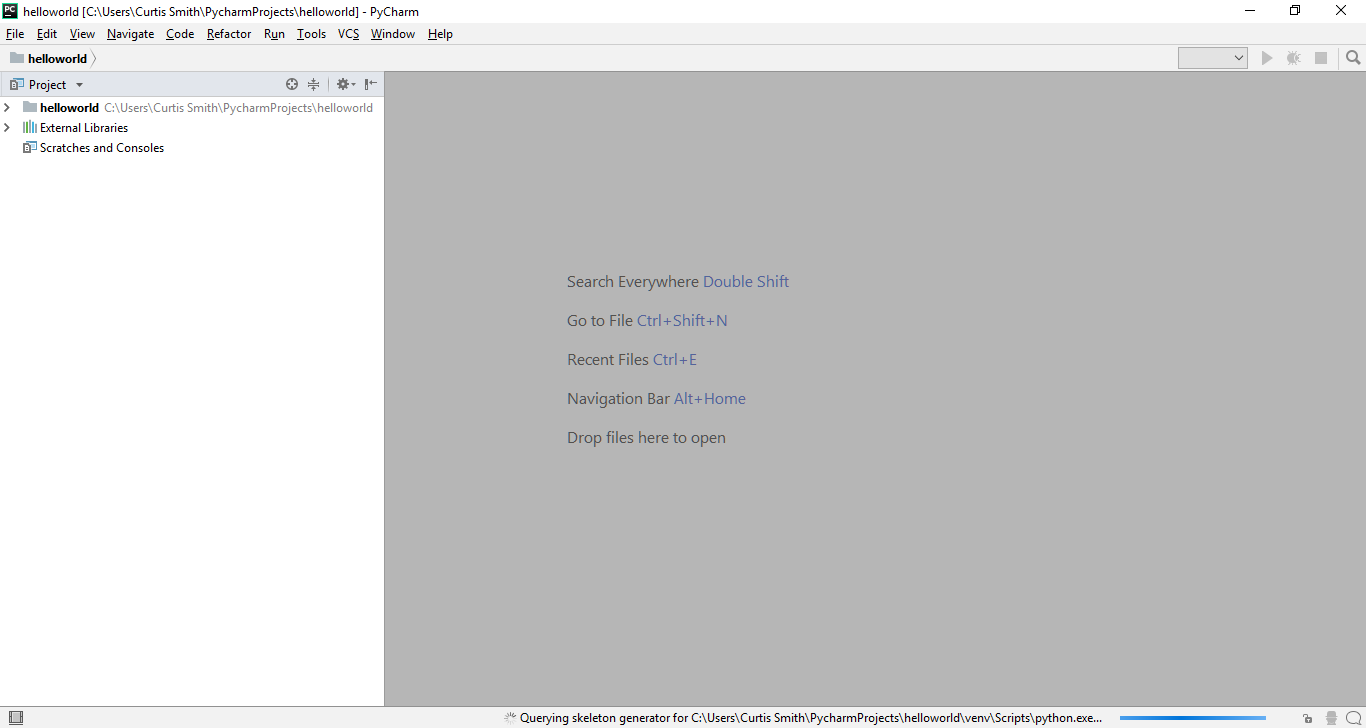 PC helloworld [C:\Users\Curtis Smith\PycharmProjects\helloworld] - PyCharm
File Edit View Navigate Code Refactor Run Tools VCS Window Help
helloworld
Project
helloworld C:\Users\Curtis Smith\PycharmProjects\helloworld
External Libraries
Scratches and Consoles
Search Everywhere Double Shift
Go to File Ctrl+Shift+N
Recent Files Ctrl+E
Navigation Bar Alt+Home
Drop files here to open
Querying skeleton generator for C:\Users\Curtis Smith\PycharmProjects\helloworld\venv\Scripts\python.exe...